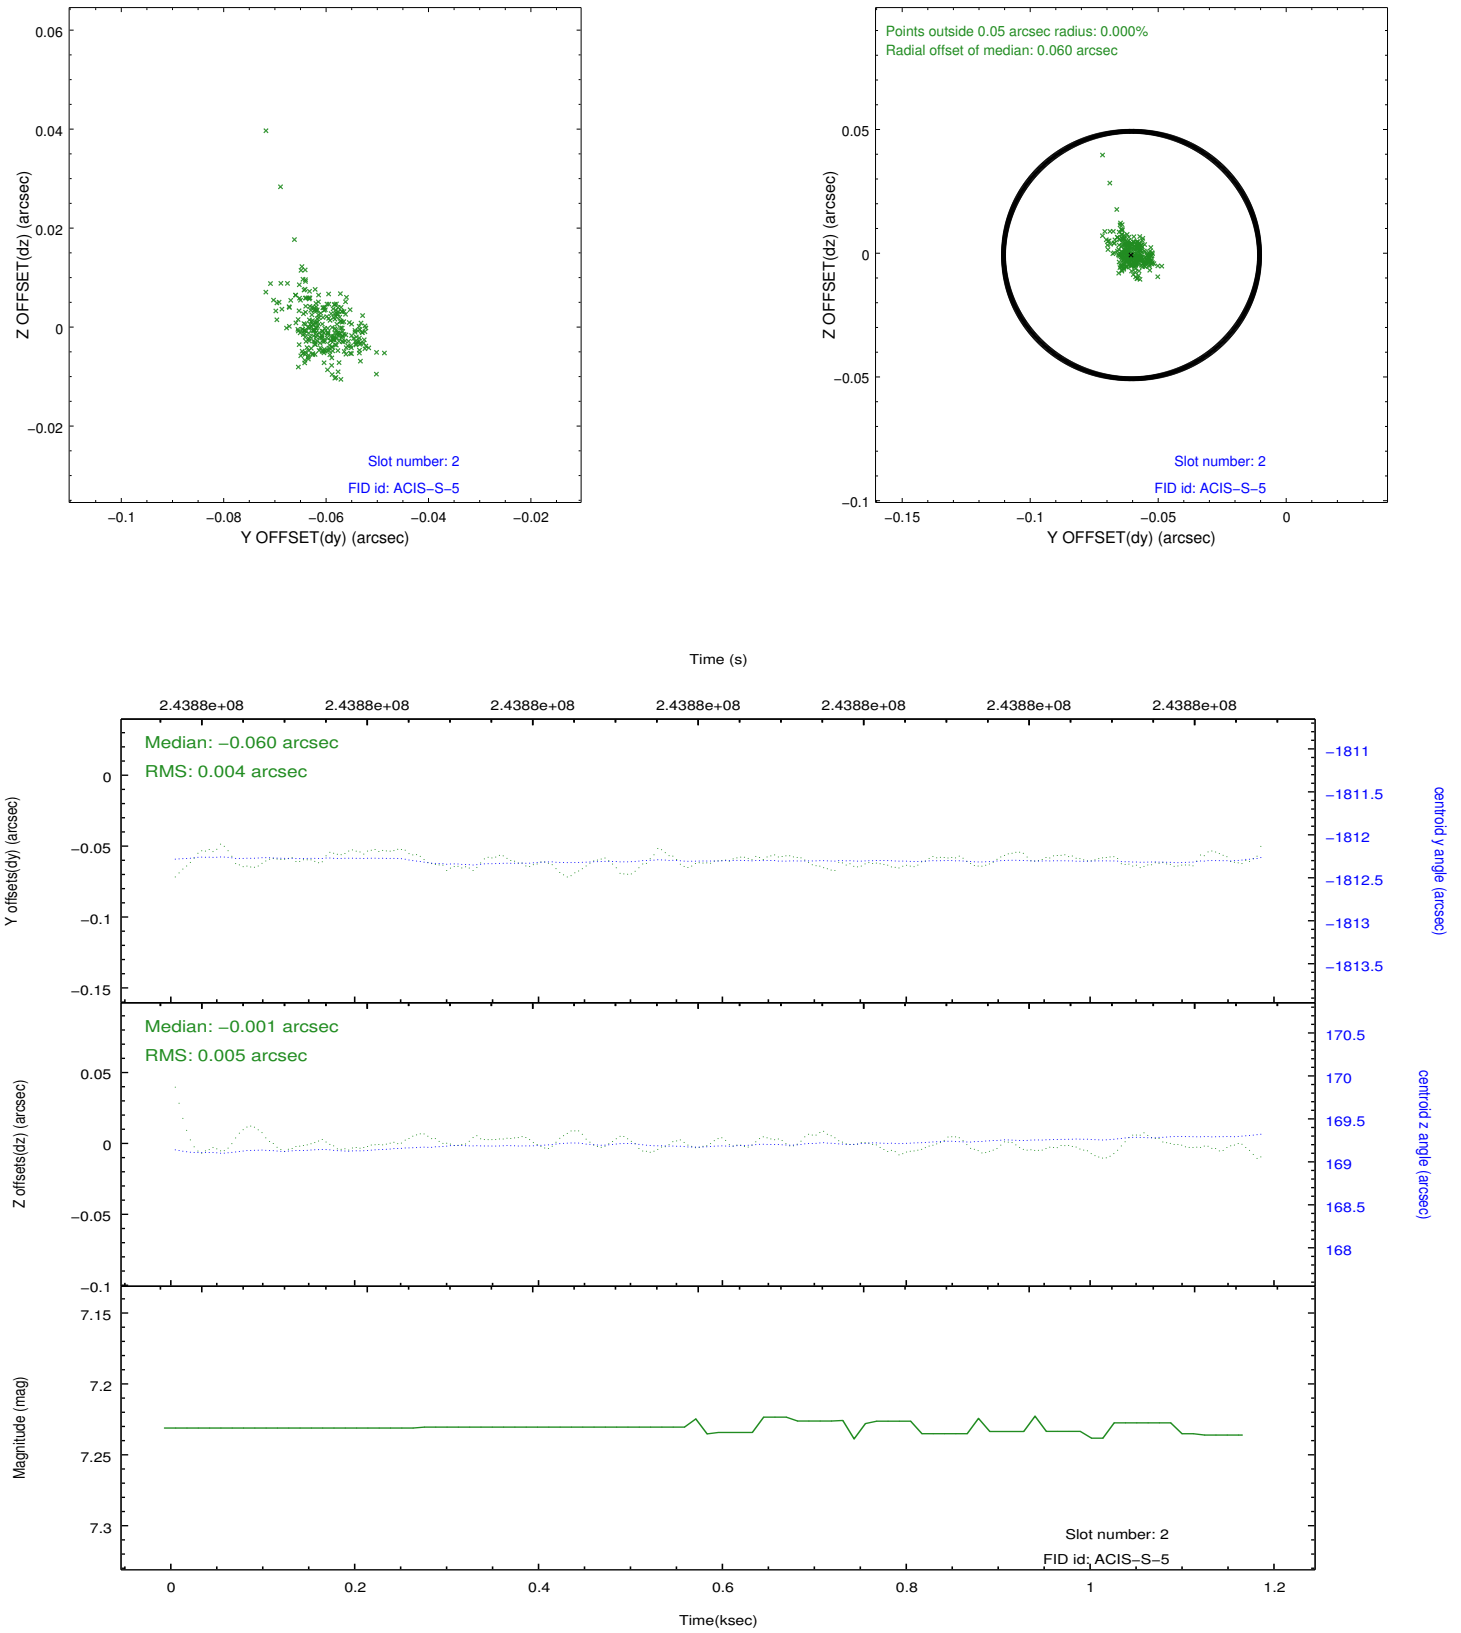 0.06
0.04
0.02
0
−0.02
Z OFFSET(dz) (arcsec)
Slot number: 2
FID id: ACIS−S−5
−0.1
−0.08
−0.06
−0.04
−0.02
Y OFFSET(dy) (arcsec)
Points outside 0.05 arcsec radius: 0.000%
Radial offset of median: 0.060 arcsec
0.05
0
−0.05
−0.1
Z OFFSET(dz) (arcsec)
Slot number: 2
FID id: ACIS−S−5
−0.15
−0.1
−0.05
0
Y OFFSET(dy) (arcsec)
Time (s)
2.4388e+08
2.4388e+08
2.4388e+08
2.4388e+08
2.4388e+08
2.4388e+08
2.4388e+08
Median: −0.060 arcsec
RMS: 0.004 arcsec
0
−0.05
−0.1
−0.15
Y offsets(dy) (arcsec)
−1811
−1811.5
−1812
−1812.5
−1813
−1813.5
centroid y angle (arcsec)
Median: −0.001 arcsec
RMS: 0.005 arcsec
0.05
0
−0.05
−0.1
Z offsets(dz) (arcsec)
170.5
170
169.5
169
168.5
168
centroid z angle (arcsec)
7.15
7.2
7.25
7.3
Magnitude (mag)
Slot number: 2
FID id: ACIS−S−5
0
0.2
0.4
0.6
0.8
1
1.2
Time(ksec)